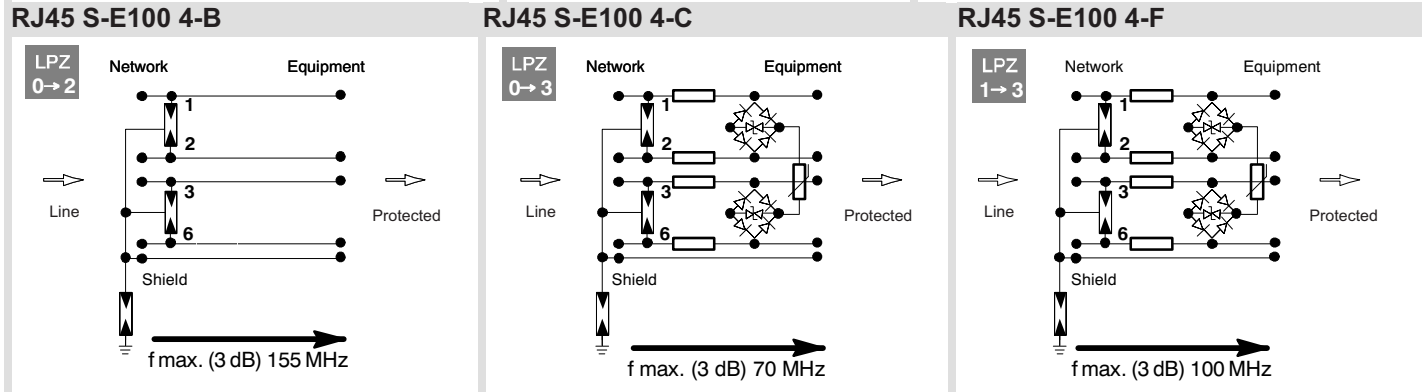 RJ45 S-E100 4-B
LPZ
0→2
Network
Equipment
1
2
3
6
Line
Protected
Shield
f max. (3 dB) 155 MHz
RJ45 S-E100 4-C
LPZ
0→3
Network
Equipment
1
2
3
6
Line
Protected
Shield
f max. (3 dB) 70 MHz
RJ45 S-E100 4-F
LPZ
1→3
Network
Equipment
1
2
3
6
Line
Protected
Shield
f max. (3 dB) 100 MHz